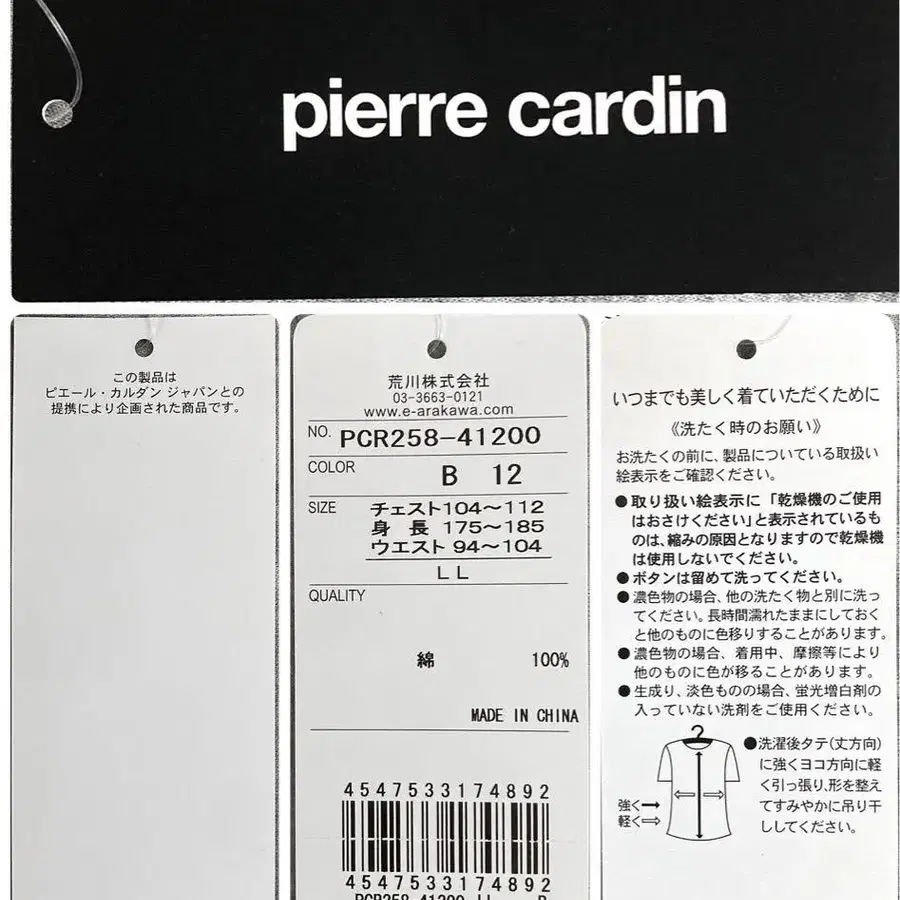 pierre cardin
この製品は
ピエール・カルダン ジャパンとの
提携により企画された商品です。
荒川株式会社
03-3663-0121
www.e-arakawa.com
NO. PCR258-41200
COLOR B 12
SIZE チェスト104〜112
身 長 175〜185
ウエスト 94〜104
LL
QUALITY
綿 100%
MADE IN CHINA
4547533174892
4547533174892
PCR258-41200 LL B
いつまでも美しく着ていただくために
《洗たく時のお願い》
お洗たくの前に、製品についている取扱い
絵表示をご確認ください。
●取り扱い絵表示に「乾燥機のご使用
はおさけください」と表示されているも
のは、縮みの原因となりますので乾燥機
は使用しないでください。
●ボタンは留めて洗ってください。
●濃色物の場合、他の洗たく物と別に洗っ
てください。長時間濡れたままにしておく
と他のものに色移りすることがあります。
●濃色物の場合、着用中、摩擦等により
他のものに色が移ることがあります。
●生成り、淡色ものの場合、蛍光増白剤の
入っていない洗剤をご使用ください。
●洗濯後タテ(丈方向)
に強くヨコ方向に軽
く引っ張り、形を整え
てすみやかに吊り干
ししてください。
強く
軽く